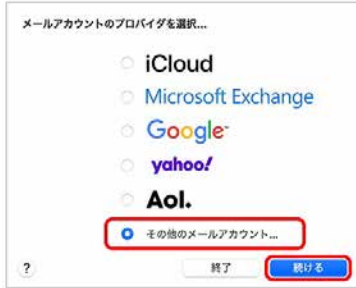 メールアカウントのプロバイダを選択...
iCloud
Microsoft Exchange
Google
yahoo!
Aol.
その他のメールアカウント...
? 終了 続ける